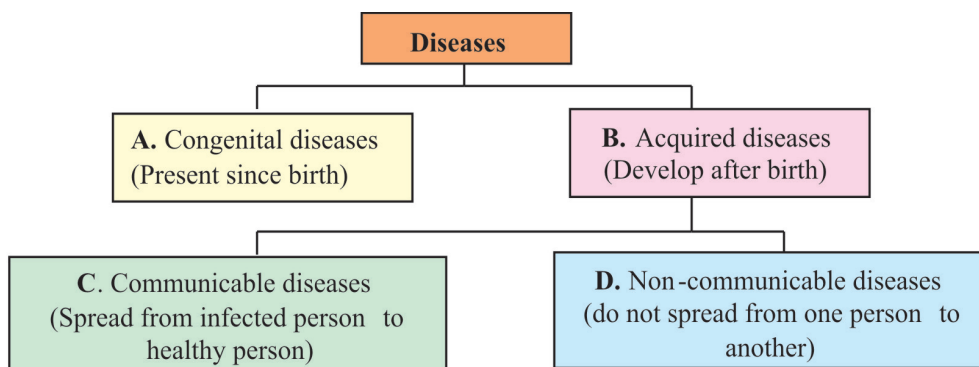 Diseases
A. Congenital diseases
(Present since birth)
B. Acquired diseases
(Develop after birth)
C. Communicable diseases
(Spread from infected person to
healthy person)
D. Non-communicable diseases
(do not spread from one person to
another)